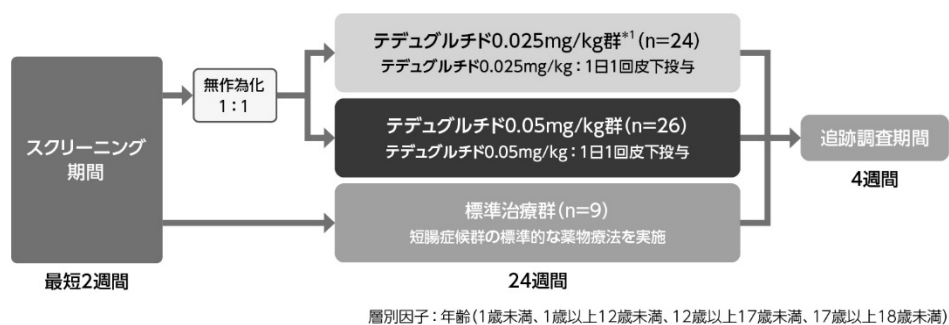 スクリーニング
期間
最短2週間
無作為化
1:1
テデュグルチド0.025mg/kg群*1(n=24)
テデュグルチド0.025mg/kg:1日1回皮下投与
テデュグルチド0.05mg/kg群(n=26)
テデュグルチド0.05mg/kg:1日1回皮下投与
標準治療群(n=9)
短腸症候群の標準的な薬物療法を実施
24週間
追跡調査期間
4週間
層別因子:年齢(1歳未満、1歳以上12歳未満、12歳以上17歳未満、17歳以上18歳未満)